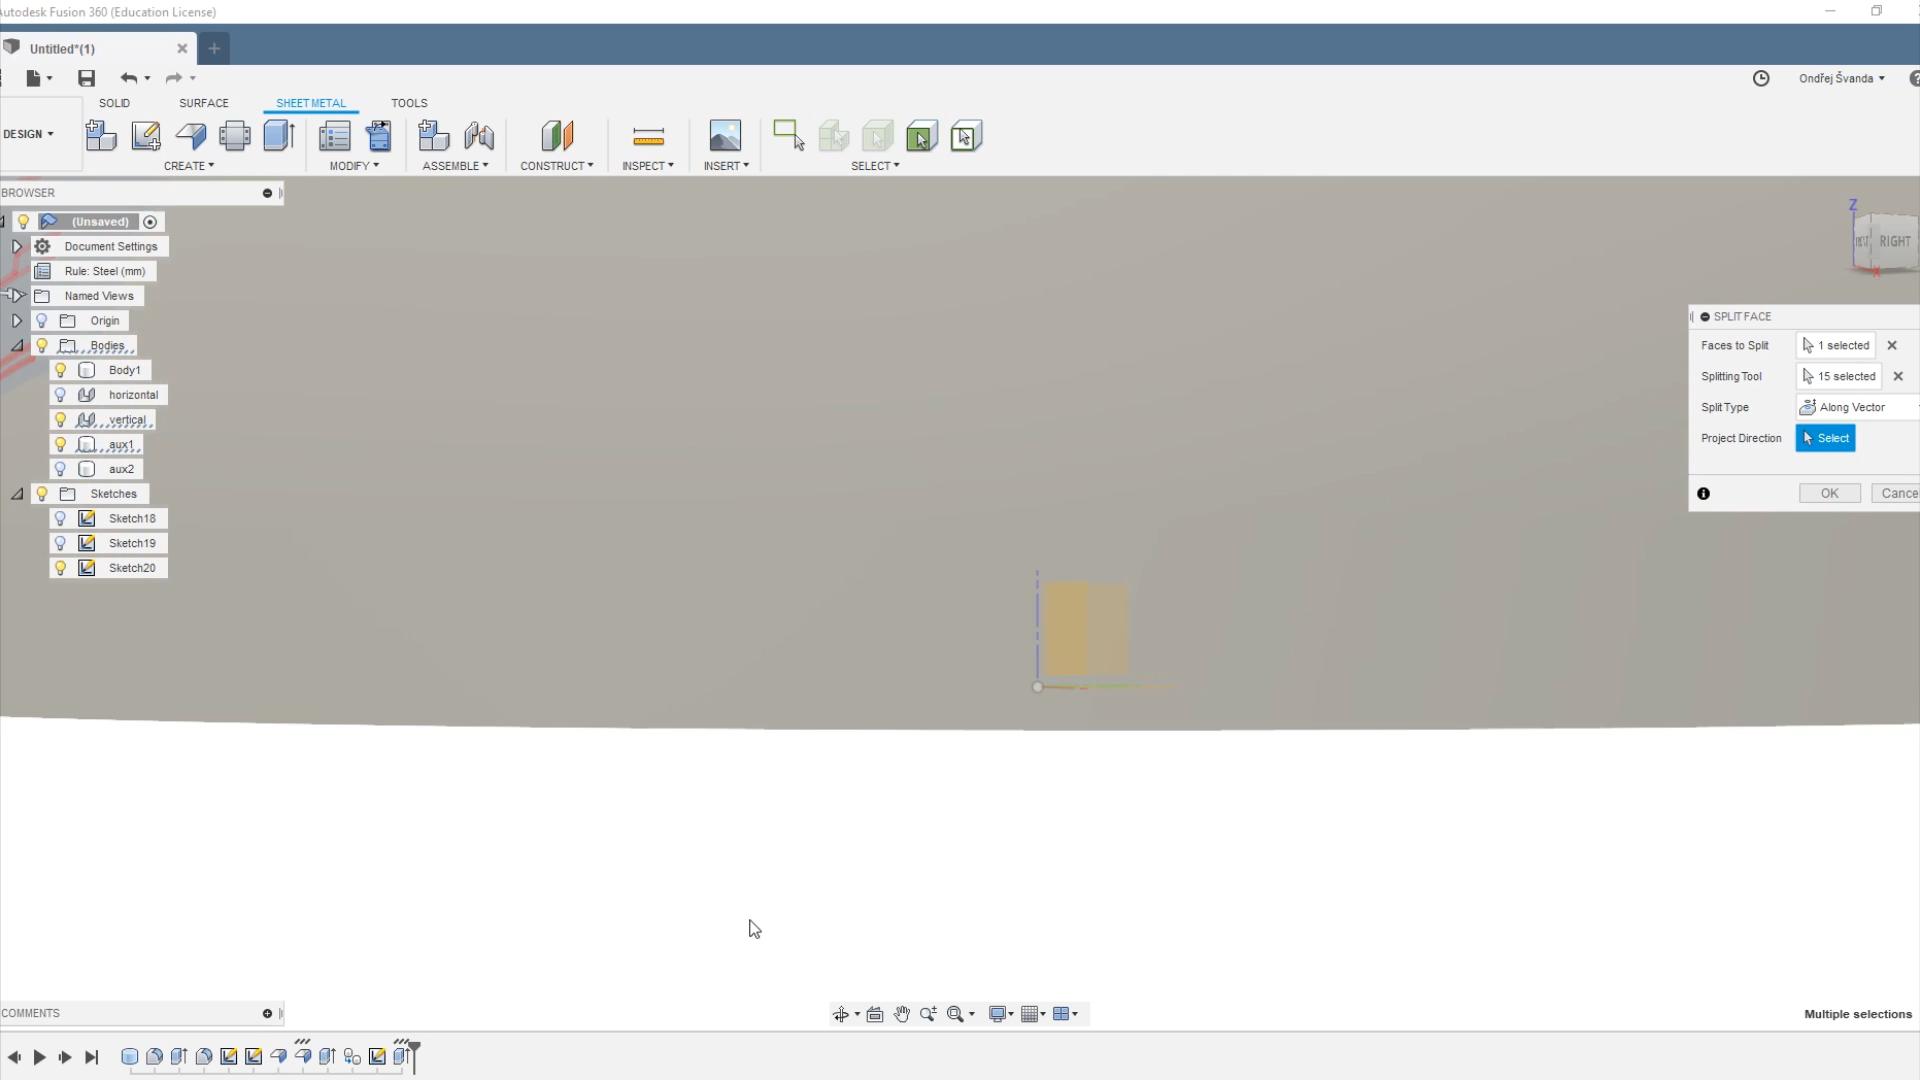 Autodesk Fusion 360 (Education License)
Untitled*(1)
Ondřej Švanda
SOLID
SURFACE
SHEET METAL
TOOLS
DESIGN
CREATE
MODIFY
ASSEMBLE
CONSTRUCT
INSPECT
INSERT
SELECT
BROWSER
(Unsaved)
Document Settings
Rule: Steel (mm)
Named Views
Origin
Bodies
Body1
horizontal
vertical
aux1
aux2
Sketches
Sketch18
Sketch19
Sketch20
Z
RIGHT
X
SPLIT FACE
Faces to Split 1 selected
Splitting Tool 15 selected
Split Type Along Vector
Project Direction Select
OK Cance
COMMENTS
Multiple selections